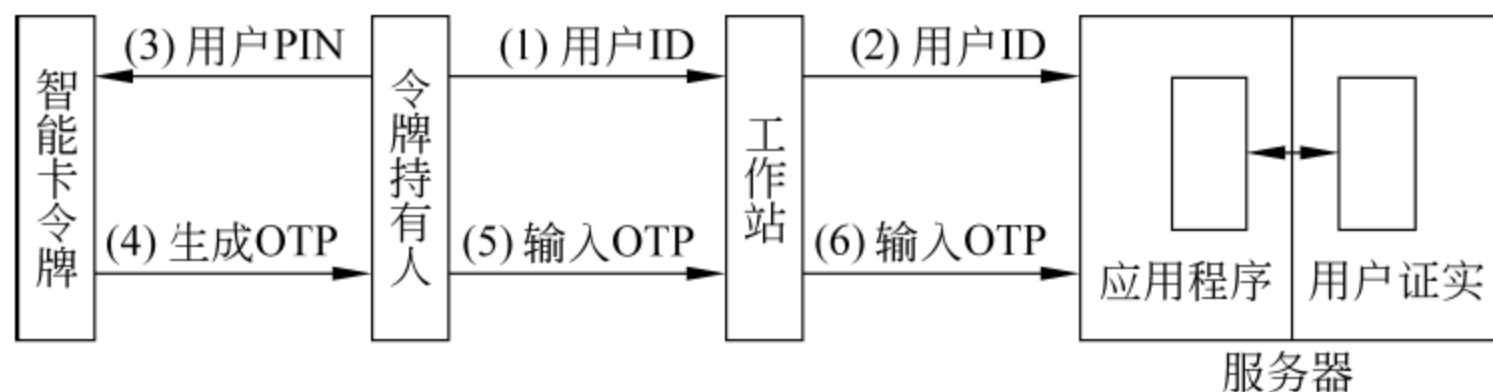 (3) 用户PIN
(1) 用户ID
(2) 用户ID
智能卡令牌
令牌持有人
工作站
(4) 生成OTP
(5) 输入OTP
(6) 输入OTP
应用程序
用户证实
服务器